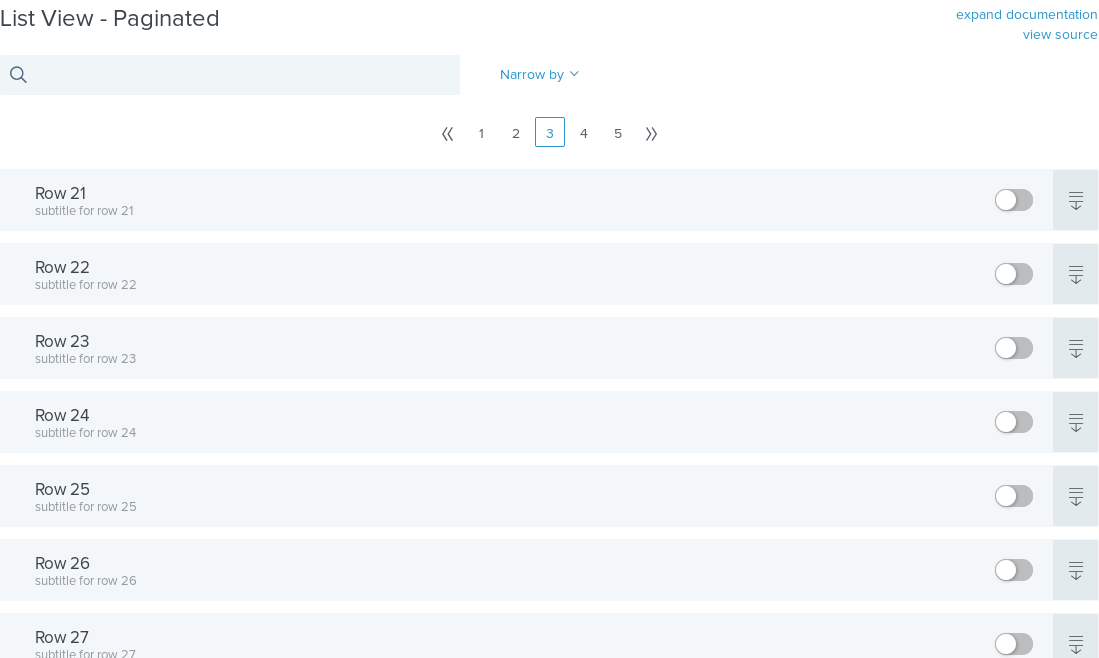 List View - Paginated
expand documentation
view source
Narrow by
1 2 3 4 5
Row 21
subtitle for row 21
Row 22
subtitle for row 22
Row 23
subtitle for row 23
Row 24
subtitle for row 24
Row 25
subtitle for row 25
Row 26
subtitle for row 26
Row 27
subtitle for row 27